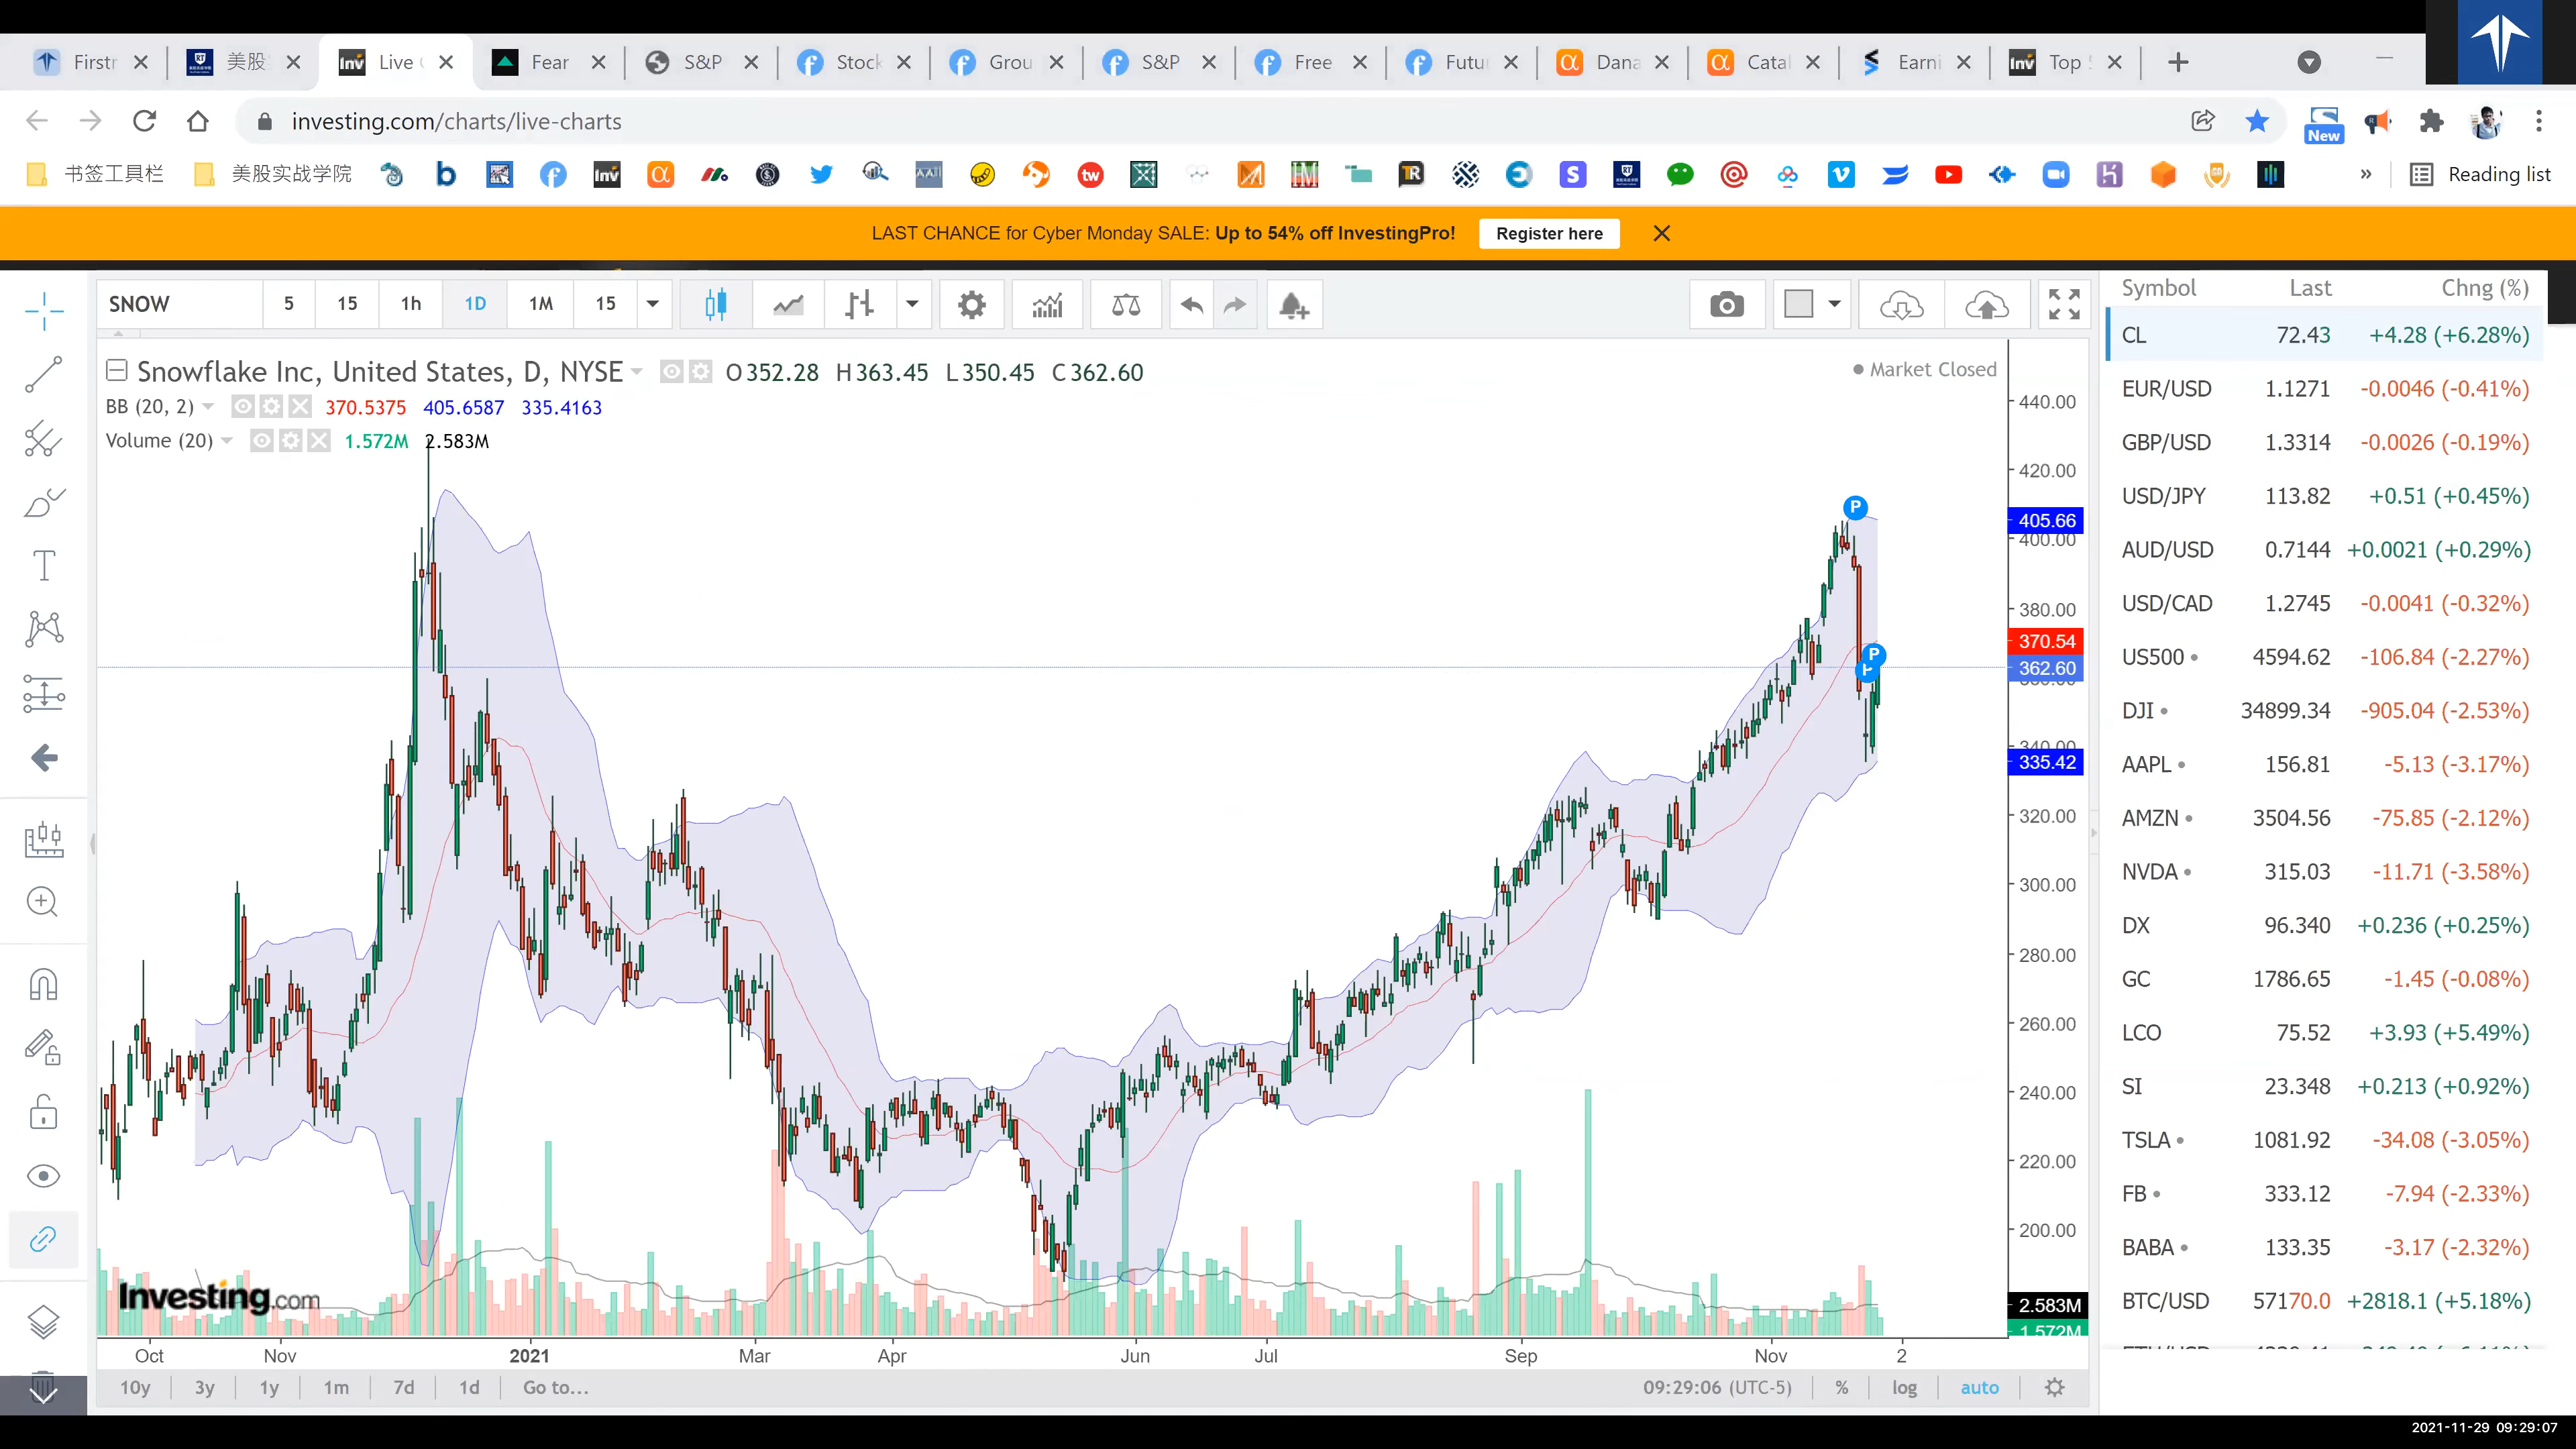 Firstr
美股
Live
Fear
S&P
Stock
Grou
S&P
Free
Futu
Dana
Catal
Earni
Top
investing.com/charts/live-charts
New
书签工具栏
美股实战学院
Reading list
LAST CHANCE for Cyber Monday SALE: Up to 54% off InvestingPro! Register here
SNOW 5 15 1h 1D 1M 15
Symbol Last Chng (%)
Snowflake Inc, United States, D, NYSE O352.28 H363.45 L350.45 C362.60
Market Closed
BB (20, 2) 370.5375 405.6587 335.4163
Volume (20) 1.572M 2.583M
440.00
420.00
405.66
400.00
380.00
370.54
362.60
340.00
335.42
320.00
300.00
280.00
260.00
240.00
220.00
200.00
2.583M
1.572M
P
P
P
Investing.com
Oct Nov 2021 Mar Apr Jun Jul Sep Nov 2
10y 3y 1y 1m 7d 1d Go to... 09:29:06 (UTC-5) % log auto
CL 72.43 +4.28 (+6.28%)
EUR/USD 1.1271 -0.0046 (-0.41%)
GBP/USD 1.3314 -0.0026 (-0.19%)
USD/JPY 113.82 +0.51 (+0.45%)
AUD/USD 0.7144 +0.0021 (+0.29%)
USD/CAD 1.2745 -0.0041 (-0.32%)
US500 4594.62 -106.84 (-2.27%)
DJI 34899.34 -905.04 (-2.53%)
AAPL 156.81 -5.13 (-3.17%)
AMZN 3504.56 -75.85 (-2.12%)
NVDA 315.03 -11.71 (-3.58%)
DX 96.340 +0.236 (+0.25%)
GC 1786.65 -1.45 (-0.08%)
LCO 75.52 +3.93 (+5.49%)
SI 23.348 +0.213 (+0.92%)
TSLA 1081.92 -34.08 (-3.05%)
FB 333.12 -7.94 (-2.33%)
BABA 133.35 -3.17 (-2.32%)
BTC/USD 57170.0 +2818.1 (+5.18%)
2021-11-29 09:29:07